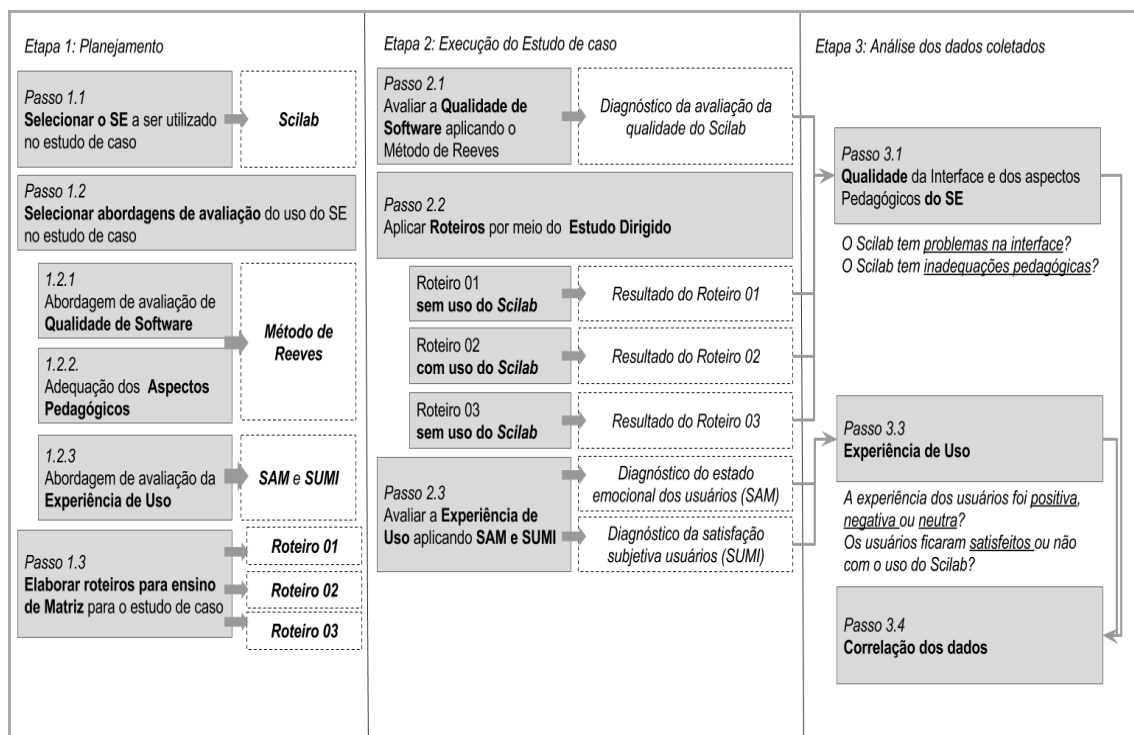 Etapa 1: Planejamento
Passo 1.1
Selecionar o SE a ser utilizado
no estudo de caso
Scilab
Passo 1.2
Selecionar abordagens de avaliação do uso do SE
no estudo de caso
1.2.1
Abordagem de avaliação de
Qualidade de Software
1.2.2.
Adequação dos Aspectos
Pedagógicos
Método de
Reeves
1.2.3
Abordagem de avaliação da
Experiência de Uso
SAM e SUMI
Passo 1.3
Elaborar roteiros para ensino
de Matriz para o estudo de caso
Roteiro 01
Roteiro 02
Roteiro 03
Etapa 2: Execução do Estudo de caso
Passo 2.1
Avaliar a Qualidade de
Software aplicando o
Método de Reeves
Diagnóstico da avaliação da
qualidade do Scilab
Passo 2.2
Aplicar Roteiros por meio do Estudo Dirigido
Roteiro 01
sem uso do Scilab
Resultado do Roteiro 01
Roteiro 02
com uso do Scilab
Resultado do Roteiro 02
Roteiro 03
sem uso do Scilab
Resultado do Roteiro 03
Passo 2.3
Avaliar a Experiência de
Uso aplicando SAM e SUMI
Diagnóstico do estado
emocional dos usuários (SAM)
Diagnóstico da satisfação
subjetiva usuários (SUMI)
Etapa 3: Análise dos dados coletados
Passo 3.1
Qualidade da Interface e dos aspectos
Pedagógicos do SE
O Scilab tem problemas na interface?
O Scilab tem inadequações pedagógicas?
Passo 3.3
Experiência de Uso
A experiência dos usuários foi positiva,
negativa ou neutra?
Os usuários ficaram satisfeitos ou não
com o uso do Scilab?
Passo 3.4
Correlação dos dados